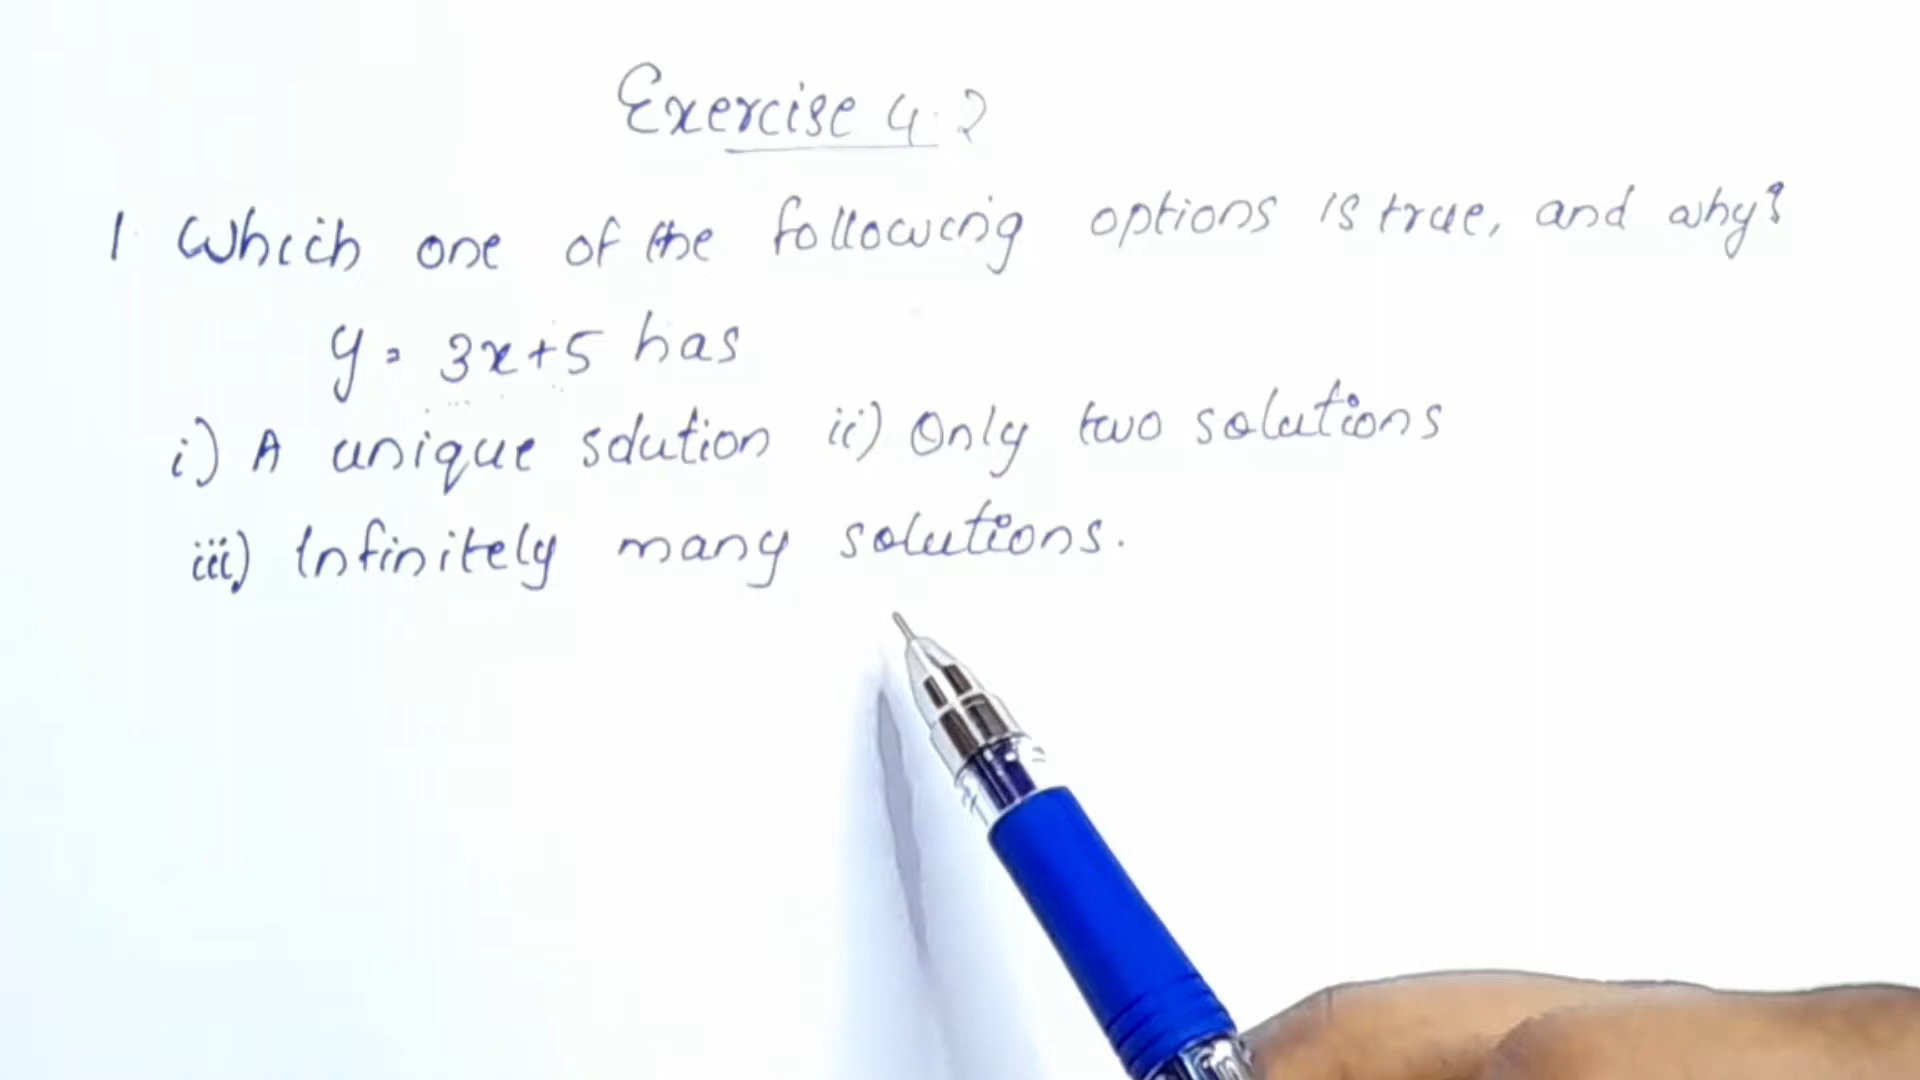 Exercise 4.2
1. Which one of the following options is true, and why?
y = 3x+5 has
i) A unique solution ii) Only two solutions
iii) Infinitely many solutions.